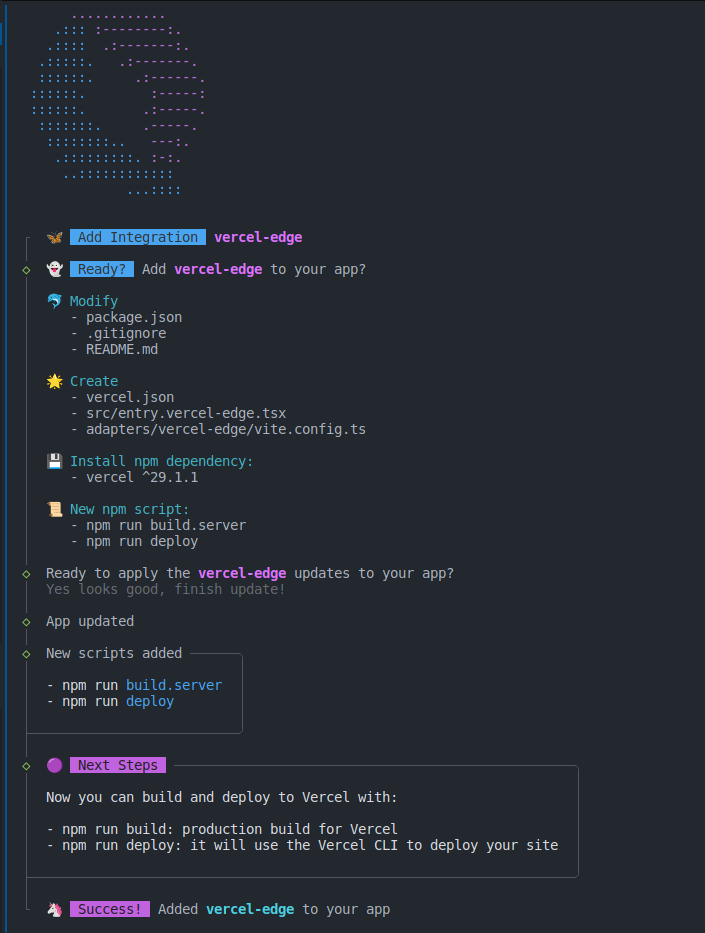 Add Integration vercel-edge
Ready? Add vercel-edge to your app?
Modify
- package.json
- .gitignore
- README.md
Create
- vercel.json
- src/entry.vercel-edge.tsx
- adapters/vercel-edge/vite.config.ts
Install npm dependency:
- vercel ^29.1.1
New npm script:
- npm run build.server
- npm run deploy
Ready to apply the vercel-edge updates to your app?
Yes looks good, finish update!
App updated
New scripts added
- npm run build.server
- npm run deploy
Next Steps
Now you can build and deploy to Vercel with:
- npm run build: production build for Vercel
- npm run deploy: it will use the Vercel CLI to deploy your site
Success! Added vercel-edge to your app